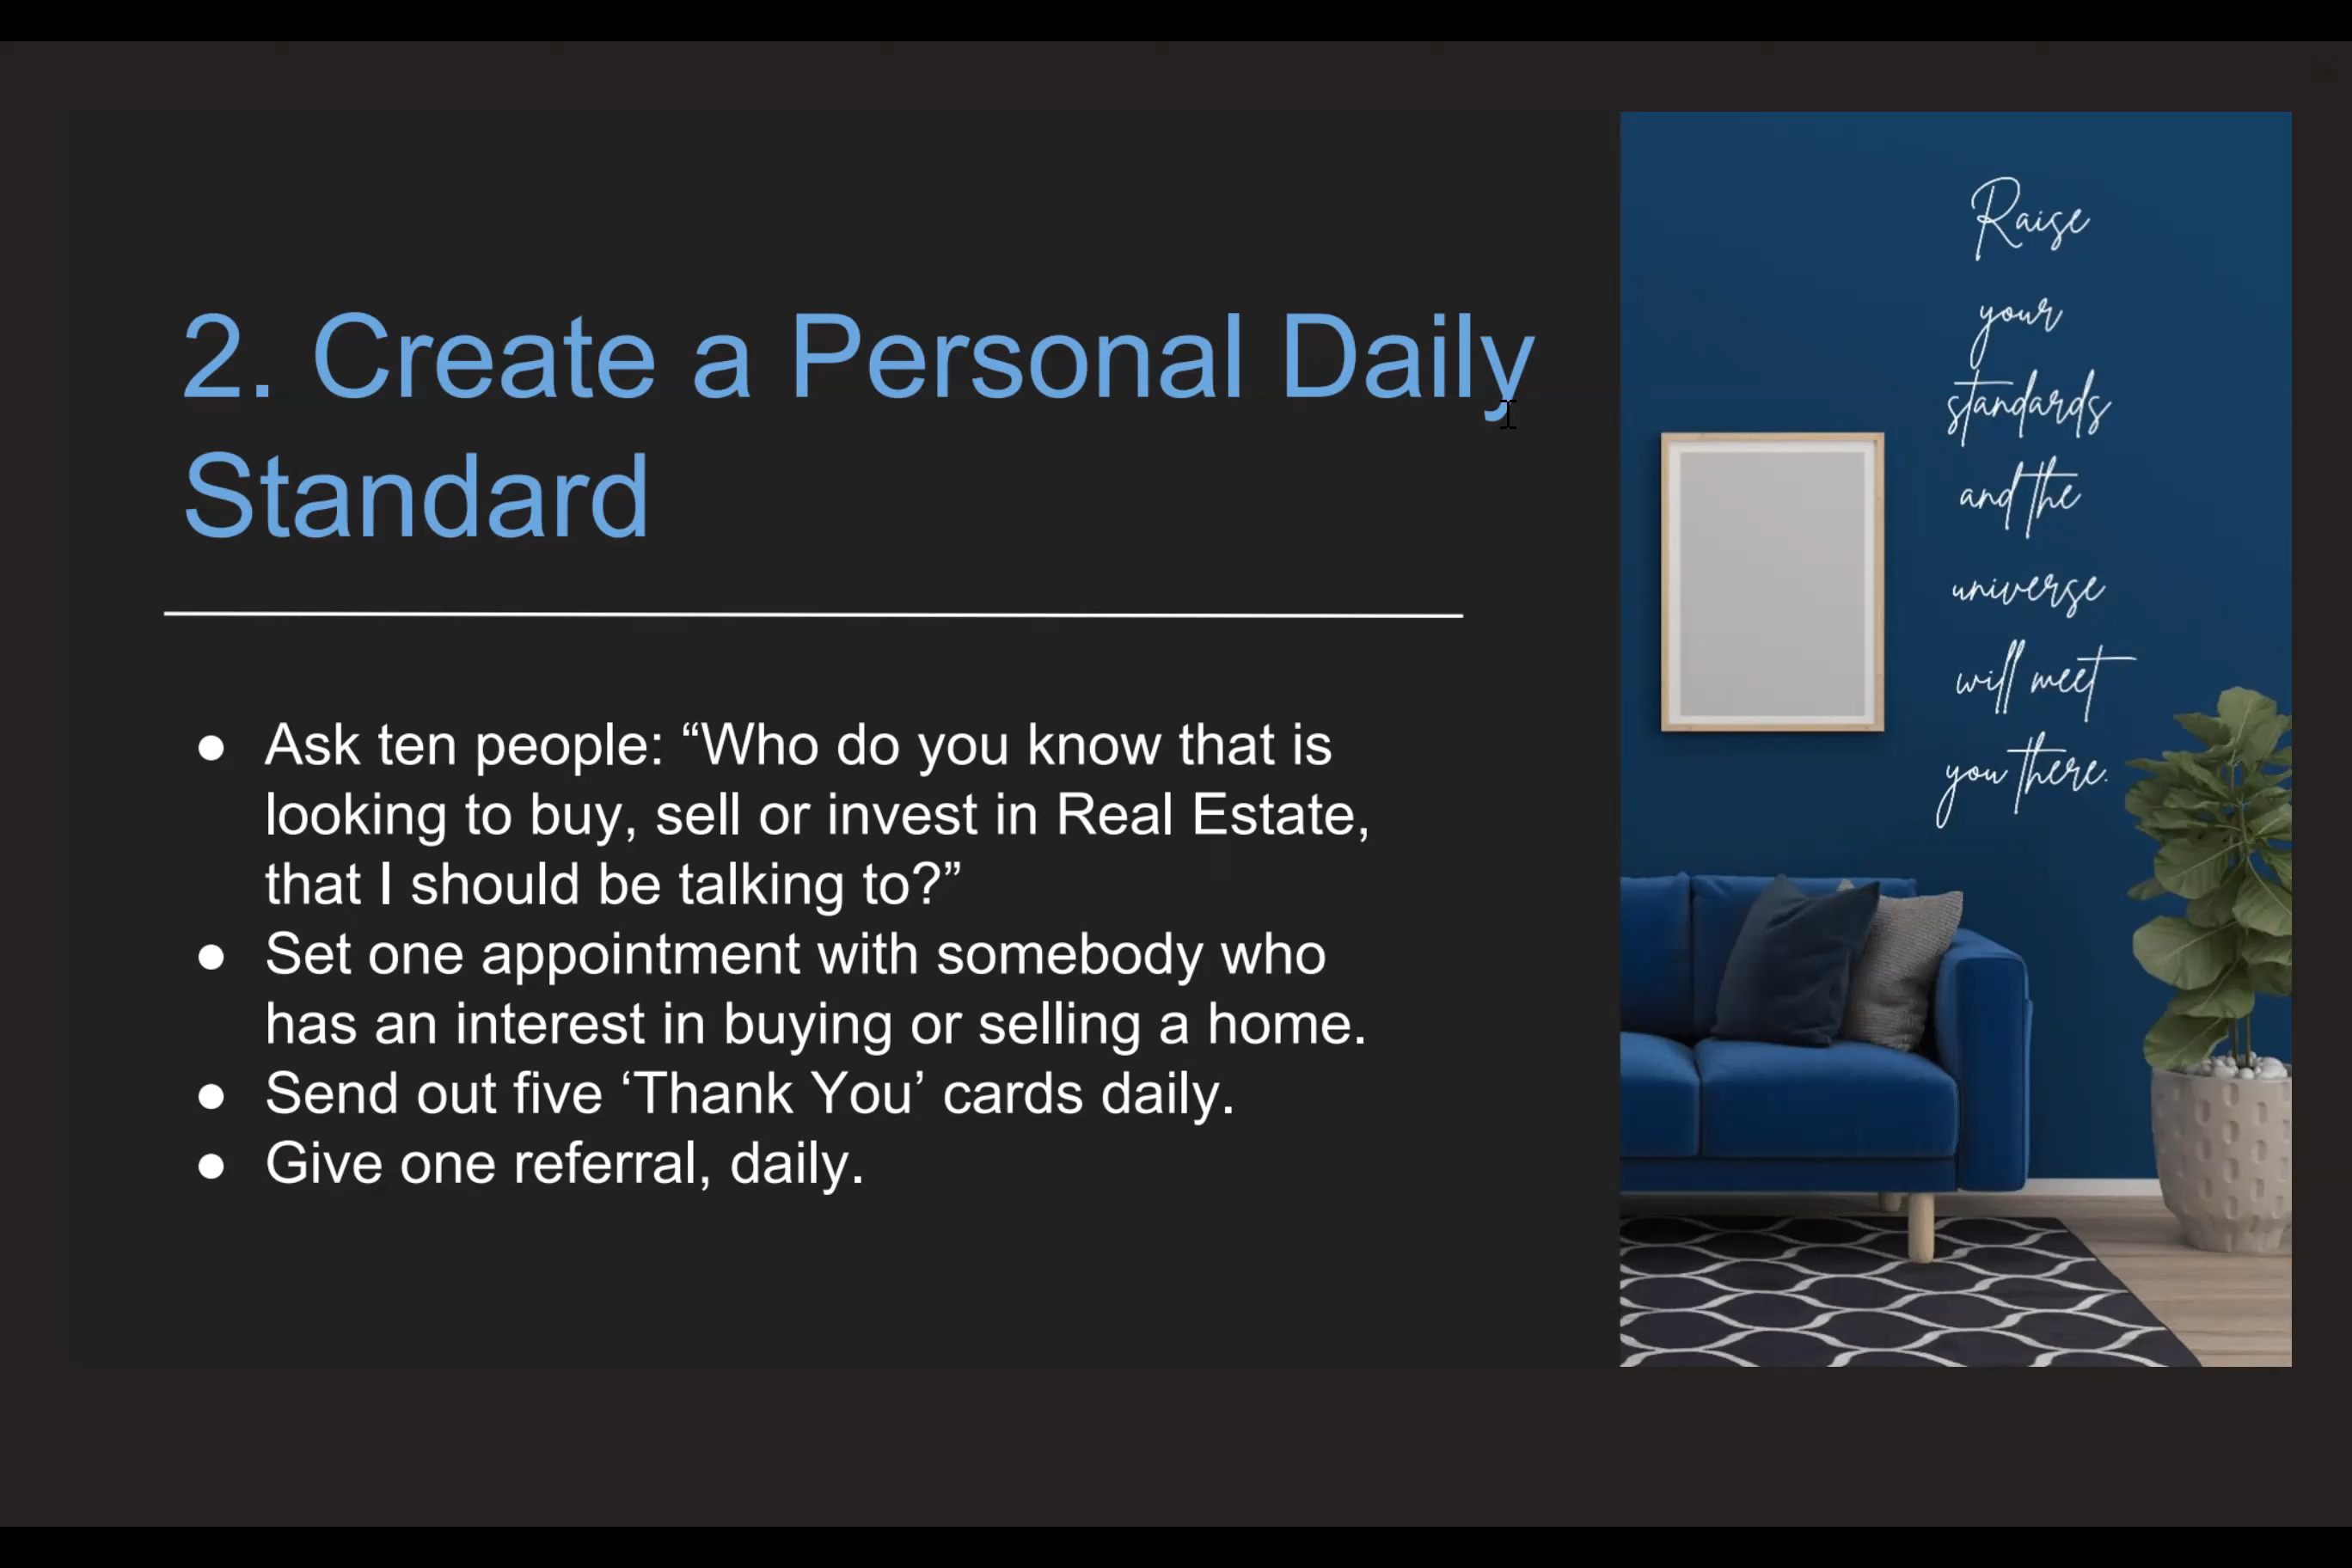 2. Create a Personal Daily
Standard
● Ask ten people: “Who do you know that is
looking to buy, sell or invest in Real Estate,
that I should be talking to?”
● Set one appointment with somebody who
has an interest in buying or selling a home.
● Send out five ‘Thank You’ cards daily.
● Give one referral, daily.
Raise
your
standards
and the
universe
will meet
you there.